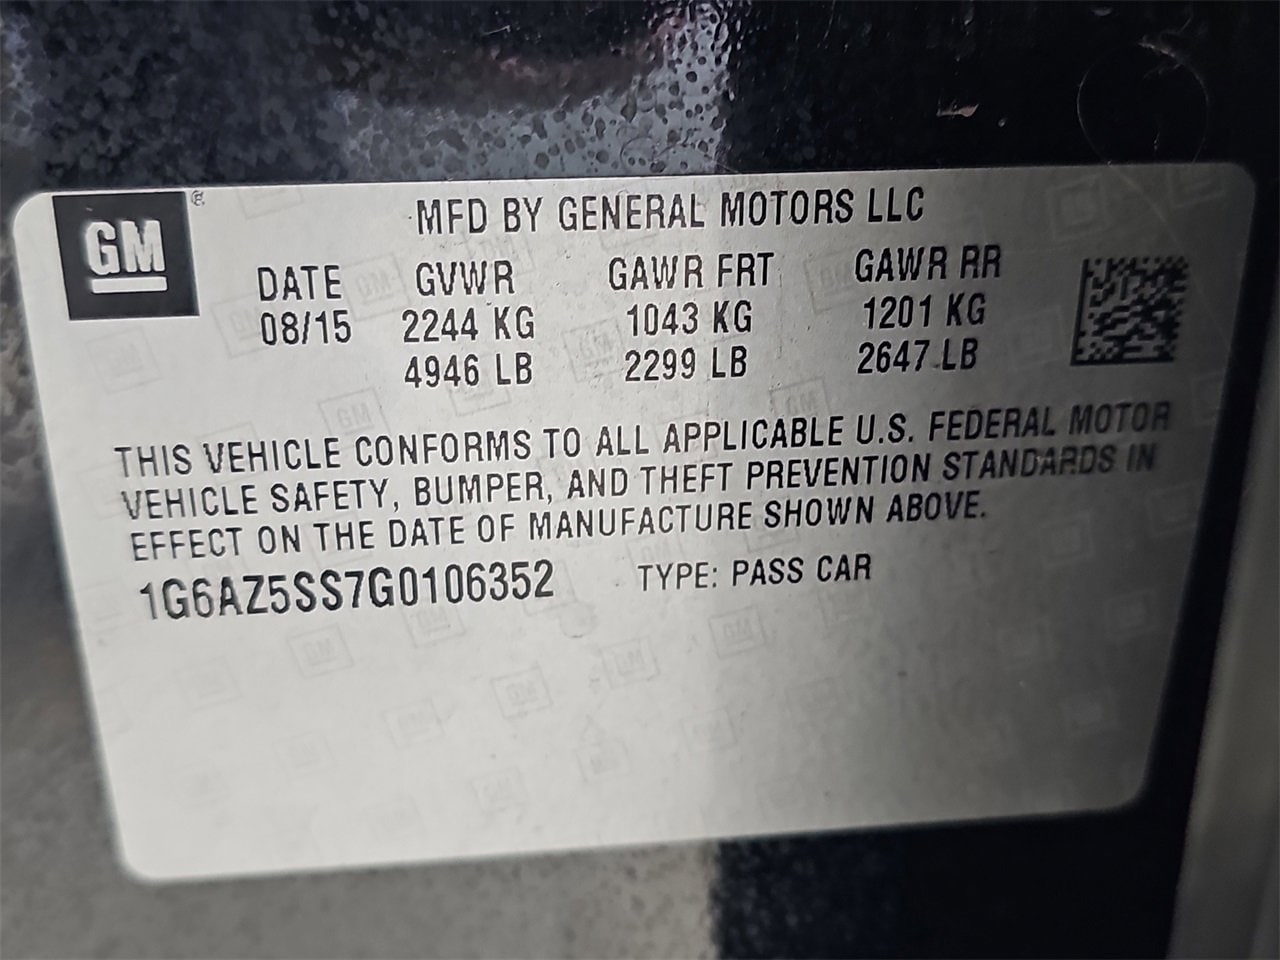 GM ®
MFD BY GENERAL MOTORS LLC
DATE GVWR GAWR FRT GAWR RR
08/15 2244 KG 1043 KG 1201 KG
4946 LB 2299 LB 2647 LB
THIS VEHICLE CONFORMS TO ALL APPLICABLE U.S. FEDERAL MOTOR
VEHICLE SAFETY, BUMPER, AND THEFT PREVENTION STANDARDS IN
EFFECT ON THE DATE OF MANUFACTURE SHOWN ABOVE.
1G6AZ5SS7G0106352 TYPE: PASS CAR